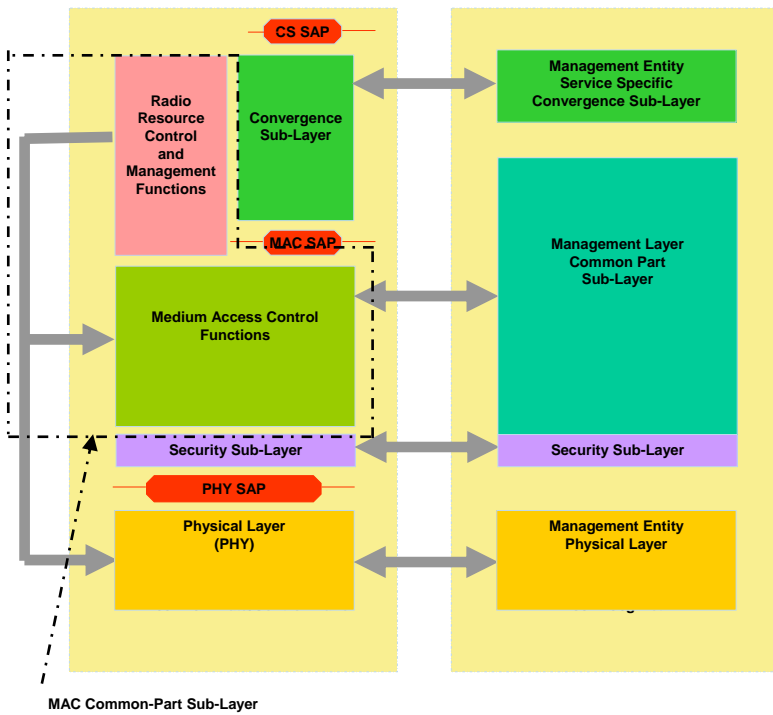 CS SAP
Radio
Resource
Control
and
Management
Functions
Convergence
Sub-Layer
Management Entity
Service Specific
Convergence Sub-Layer
MAC SAP
Management Layer
Common Part
Sub-Layer
Medium Access Control
Functions
Security Sub-Layer
Security Sub-Layer
PHY SAP
Physical Layer
(PHY)
Management Entity
Physical Layer
MAC Common-Part Sub-Layer